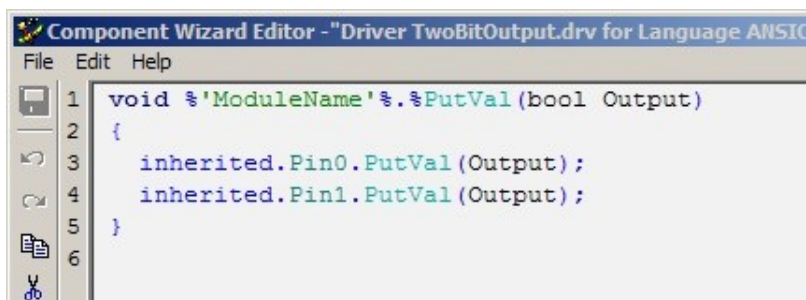 Component Wizard Editor -"Driver TwoBitOutput.drv for Language ANSIC
File Edit Help
1 void %'ModuleName'%.%PutVal(bool Output)
2 {
3 inherited.Pin0.PutVal(Output);
4 inherited.Pin1.PutVal(Output);
5 }
6